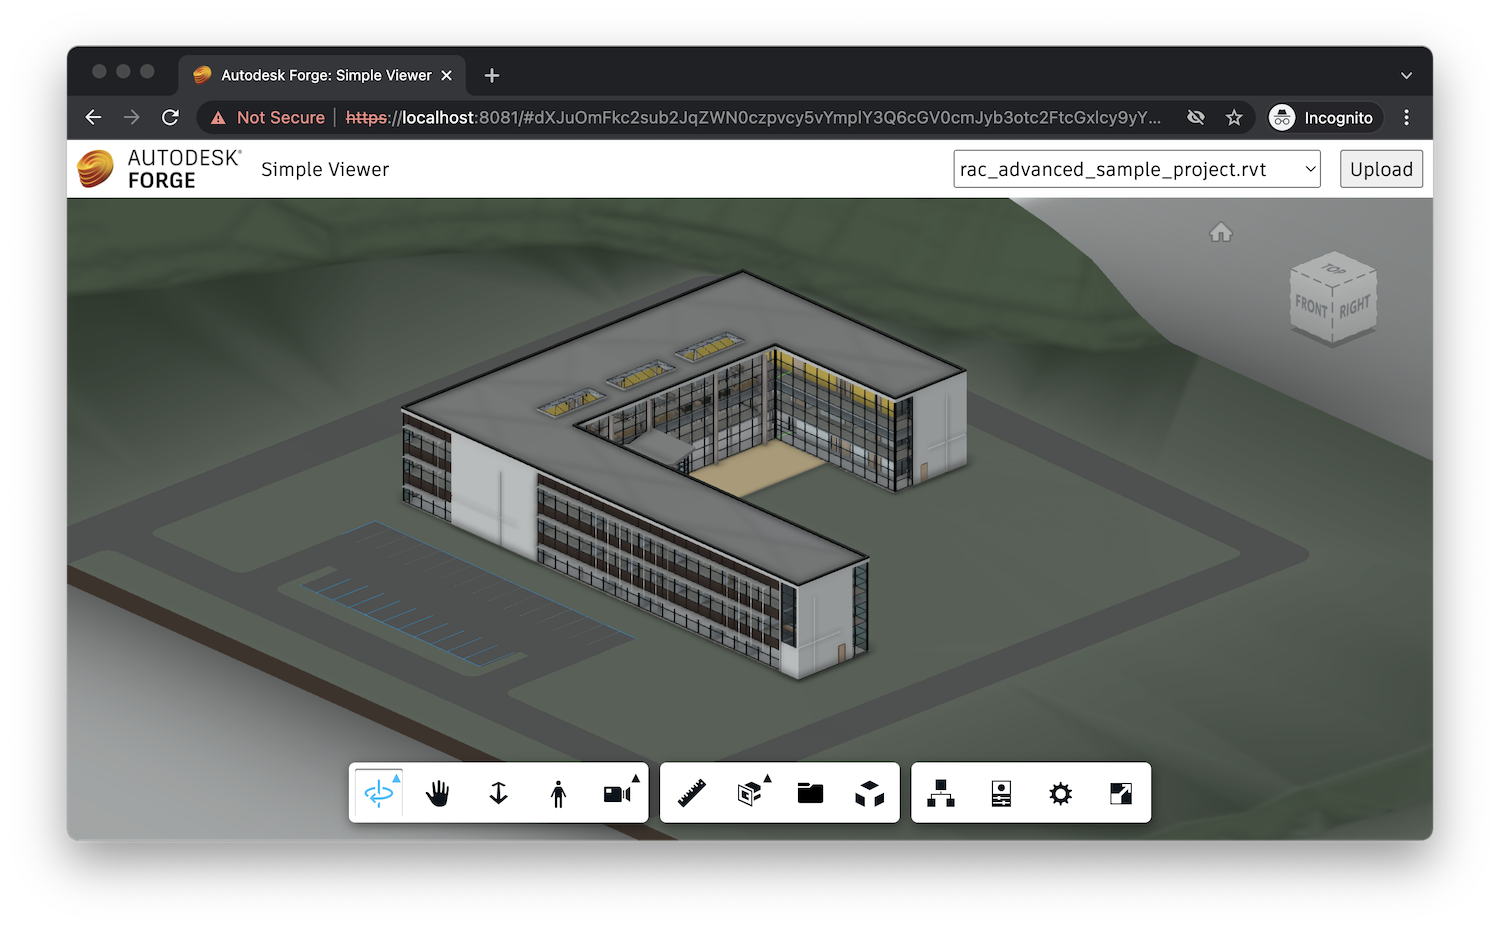 Autodesk Forge: Simple Viewer
Not Secure https://localhost:8081/#dXJuOmFkc2sub2JqZWN0czpvcy5vYmplY3Q6cGV0cmJyb3otc2FtcGxlcy9yY...
Incognito
AUTODESK®
FORGE
Simple Viewer
rac_advanced_sample_project.rvt
Upload
TOP
FRONT
RIGHT